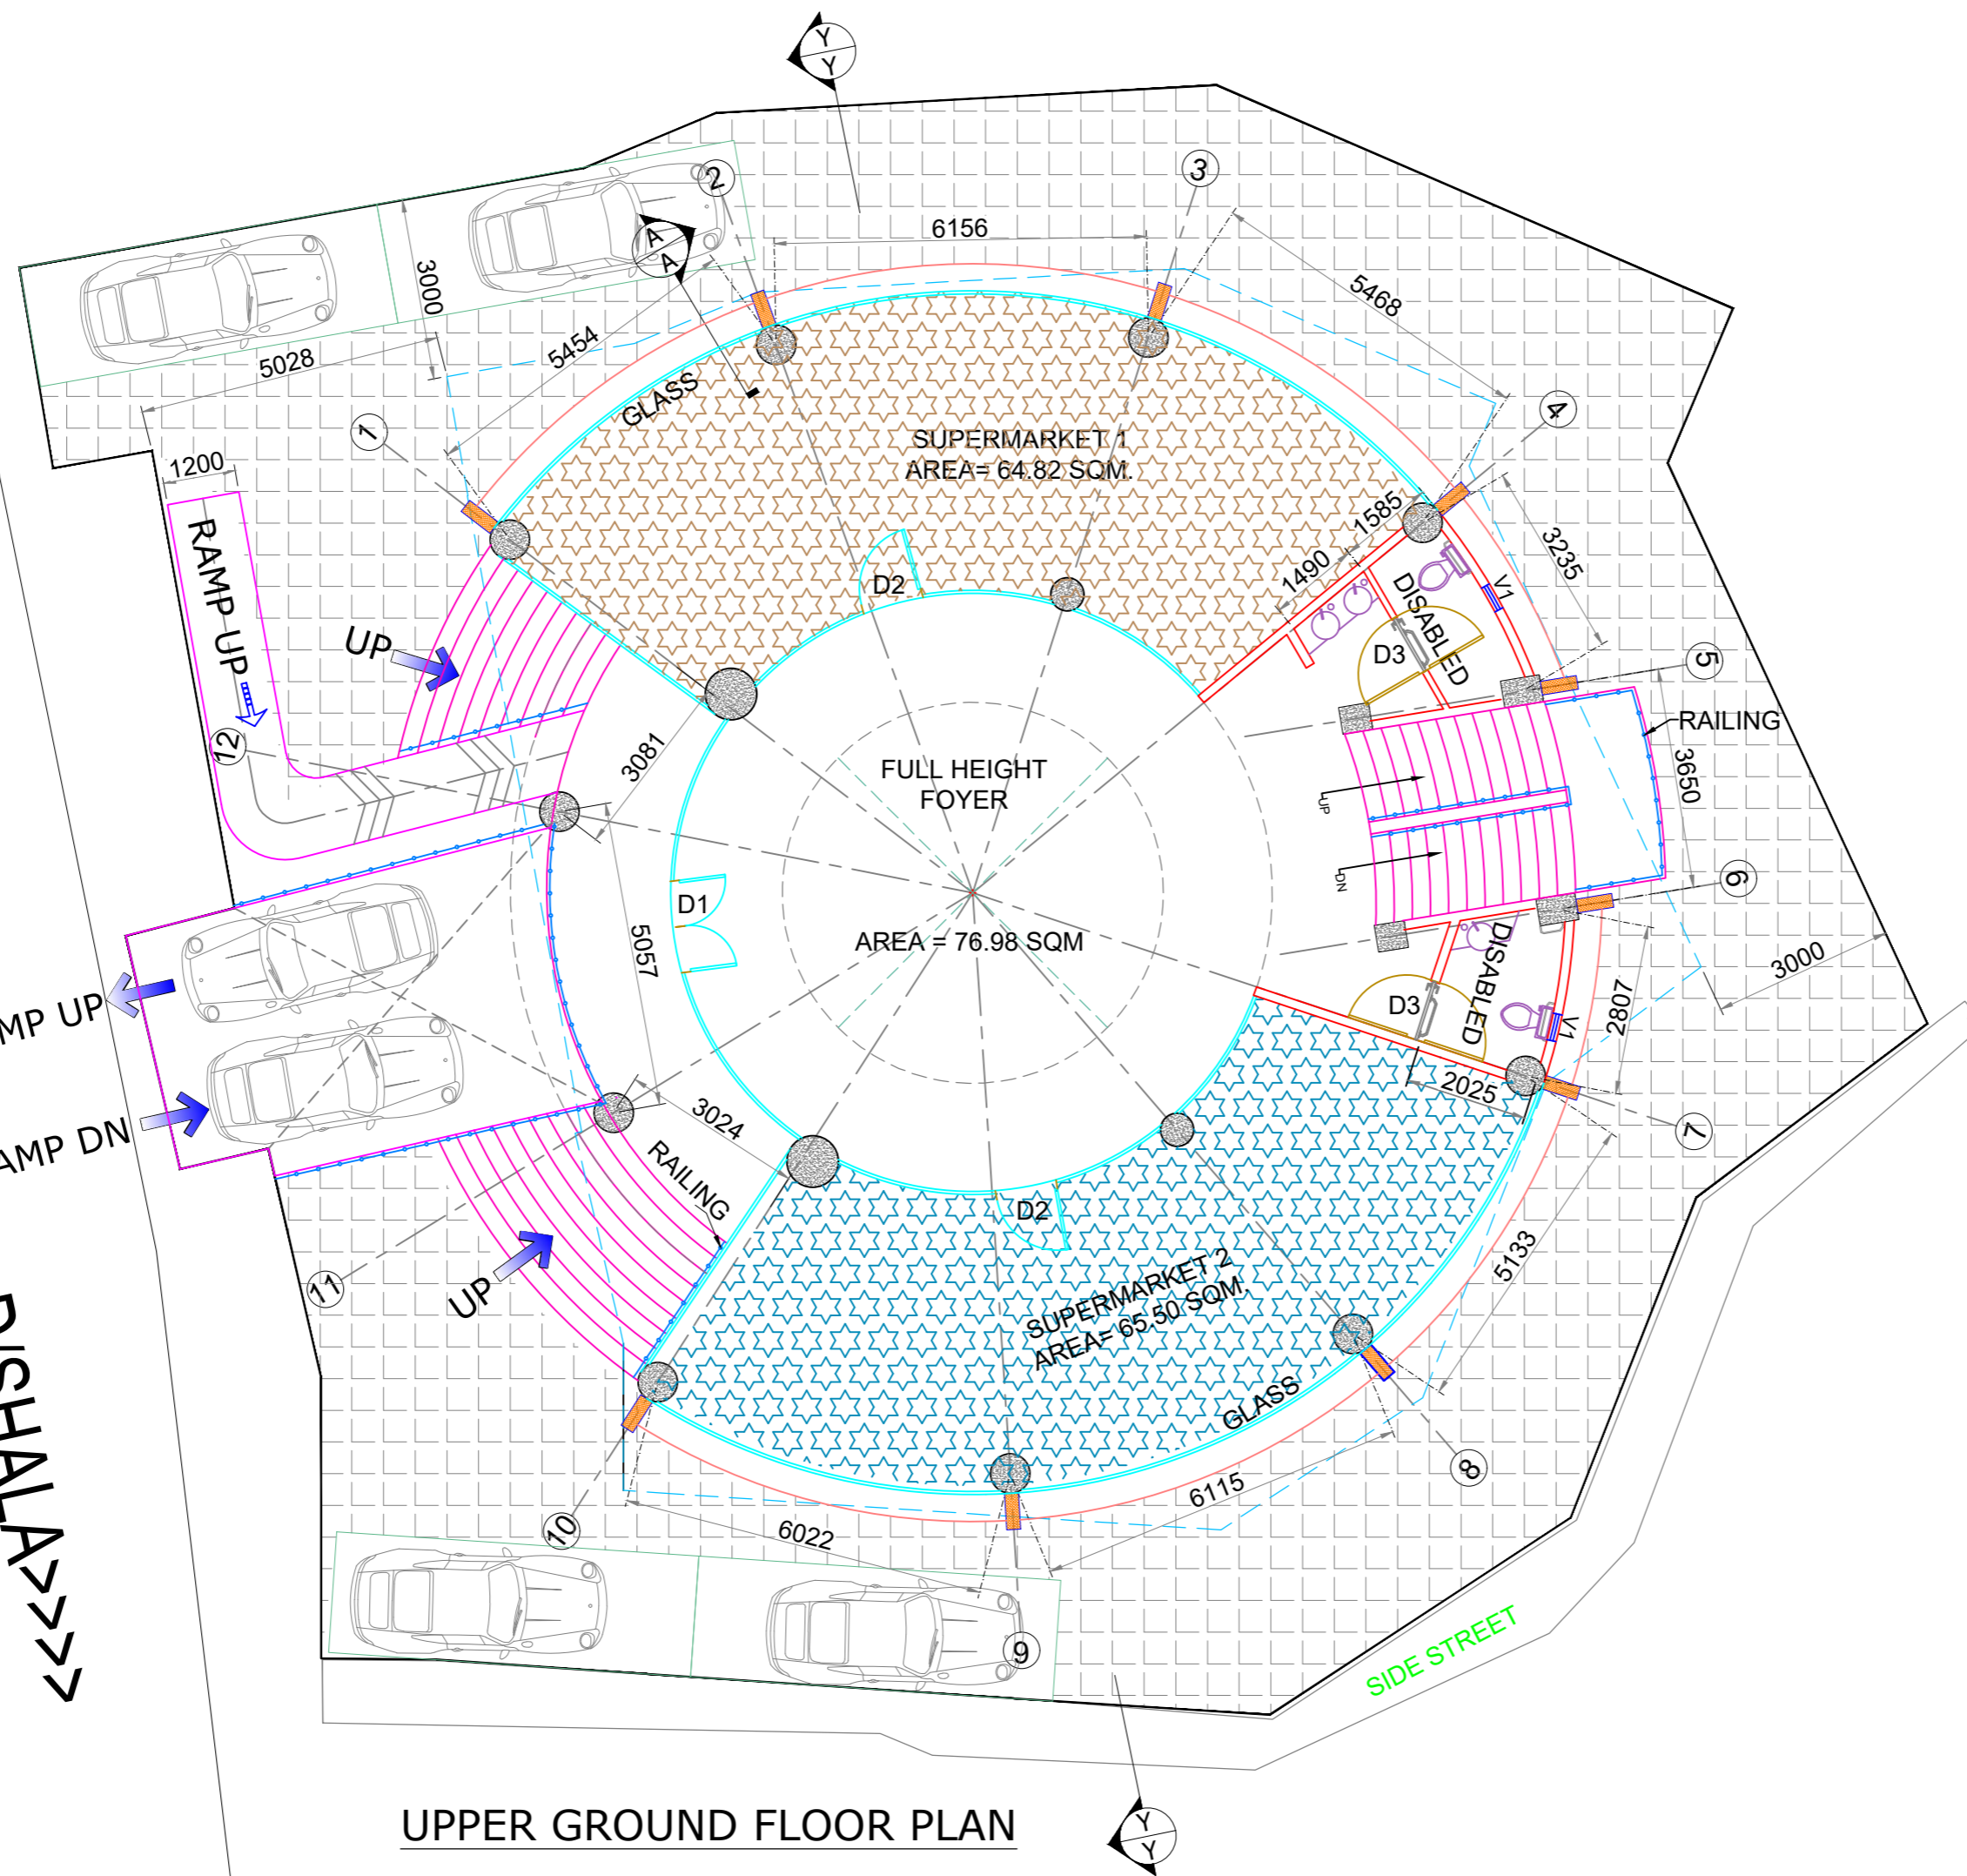 Y
Y
2
3
6156
A
A
5468
3000
5454
5028
GLASS
4
1
SUPERMARKET 1
AREA= 64.82 SQM.
1200
1585
3235
1490
RAMP UP
DISABLED
V1
D2
UP
D3
5
RAILING
12
3081
FULL HEIGHT
FOYER
3650
UP
DN
6
D1
5057
AREA = 76.98 SQM
DISABLED
3000
MP UP
D3
V1
2807
AMP DN
2025
3024
7
RAILING
D2
11
UP
5133
SUPERMARKET 2
AREA= 65.50 SQM.
GLASS
8
6115
10
6022
9
SIDE STREET
DISHALA>>>>
UPPER GROUND FLOOR PLAN
Y
Y